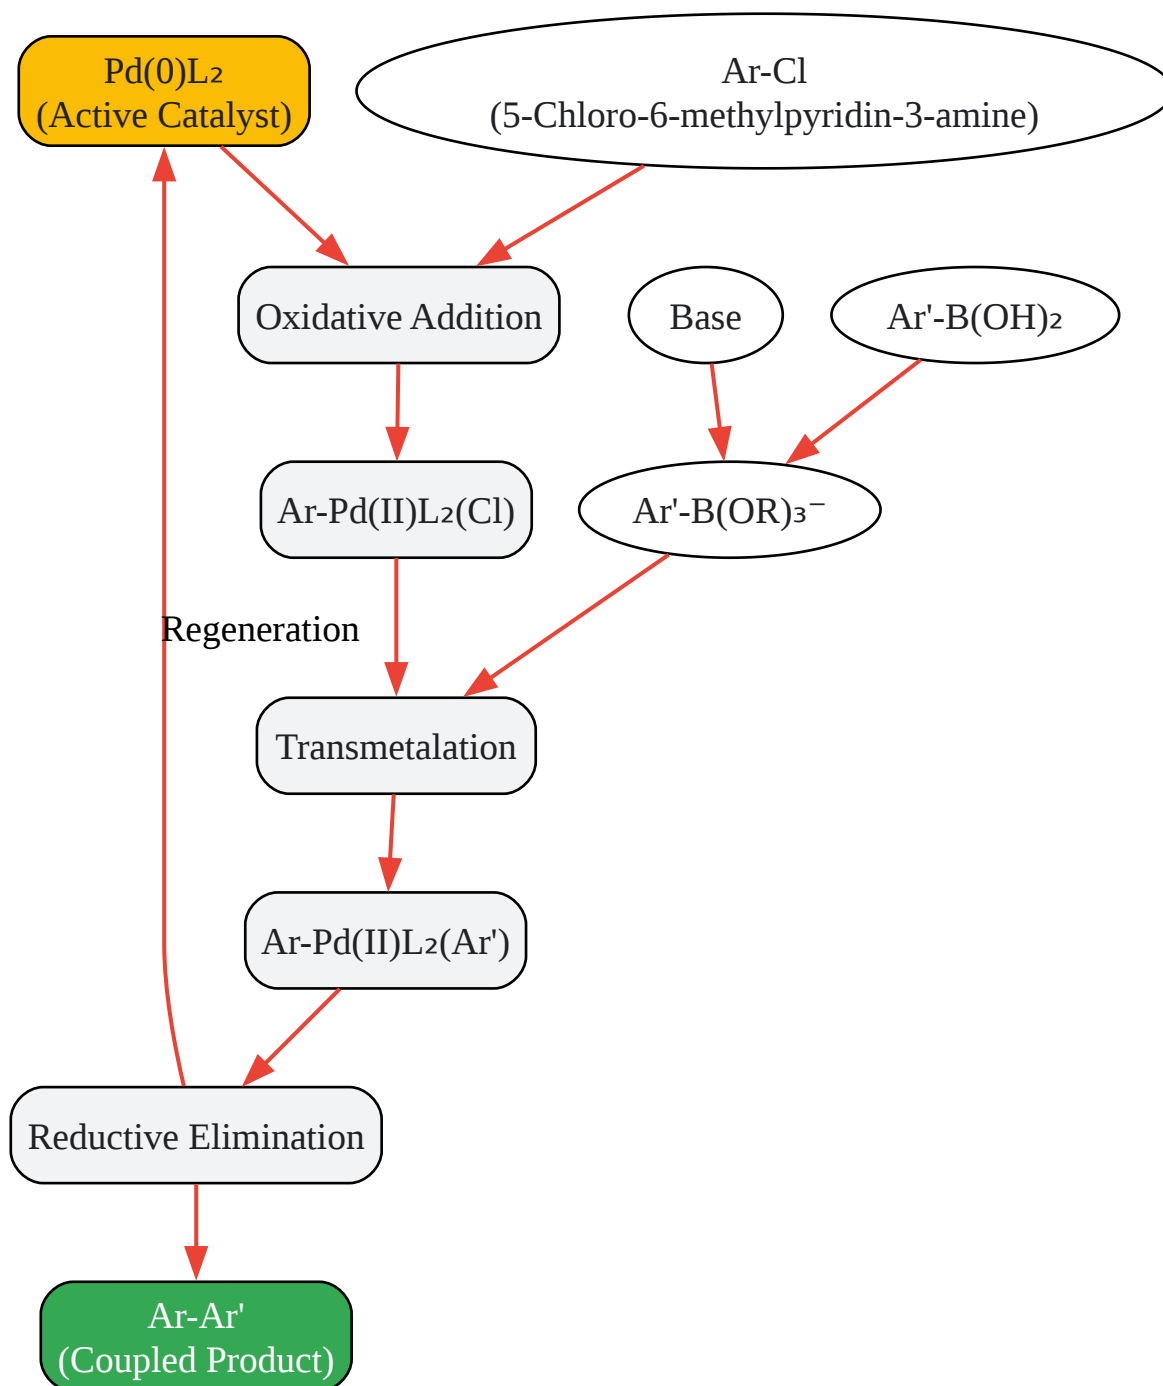 Pd(0)L₂
(Active Catalyst)
Ar-Cl
(5-Chloro-6-methylpyridin-3-amine)
Oxidative Addition
Base
Ar'-B(OH)₂
Ar-Pd(II)L₂(Cl)
Ar'-B(OR)₃⁻
Regeneration
Transmetalation
Ar-Pd(II)L₂(Ar')
Reductive Elimination
Ar-Ar'
(Coupled Product)